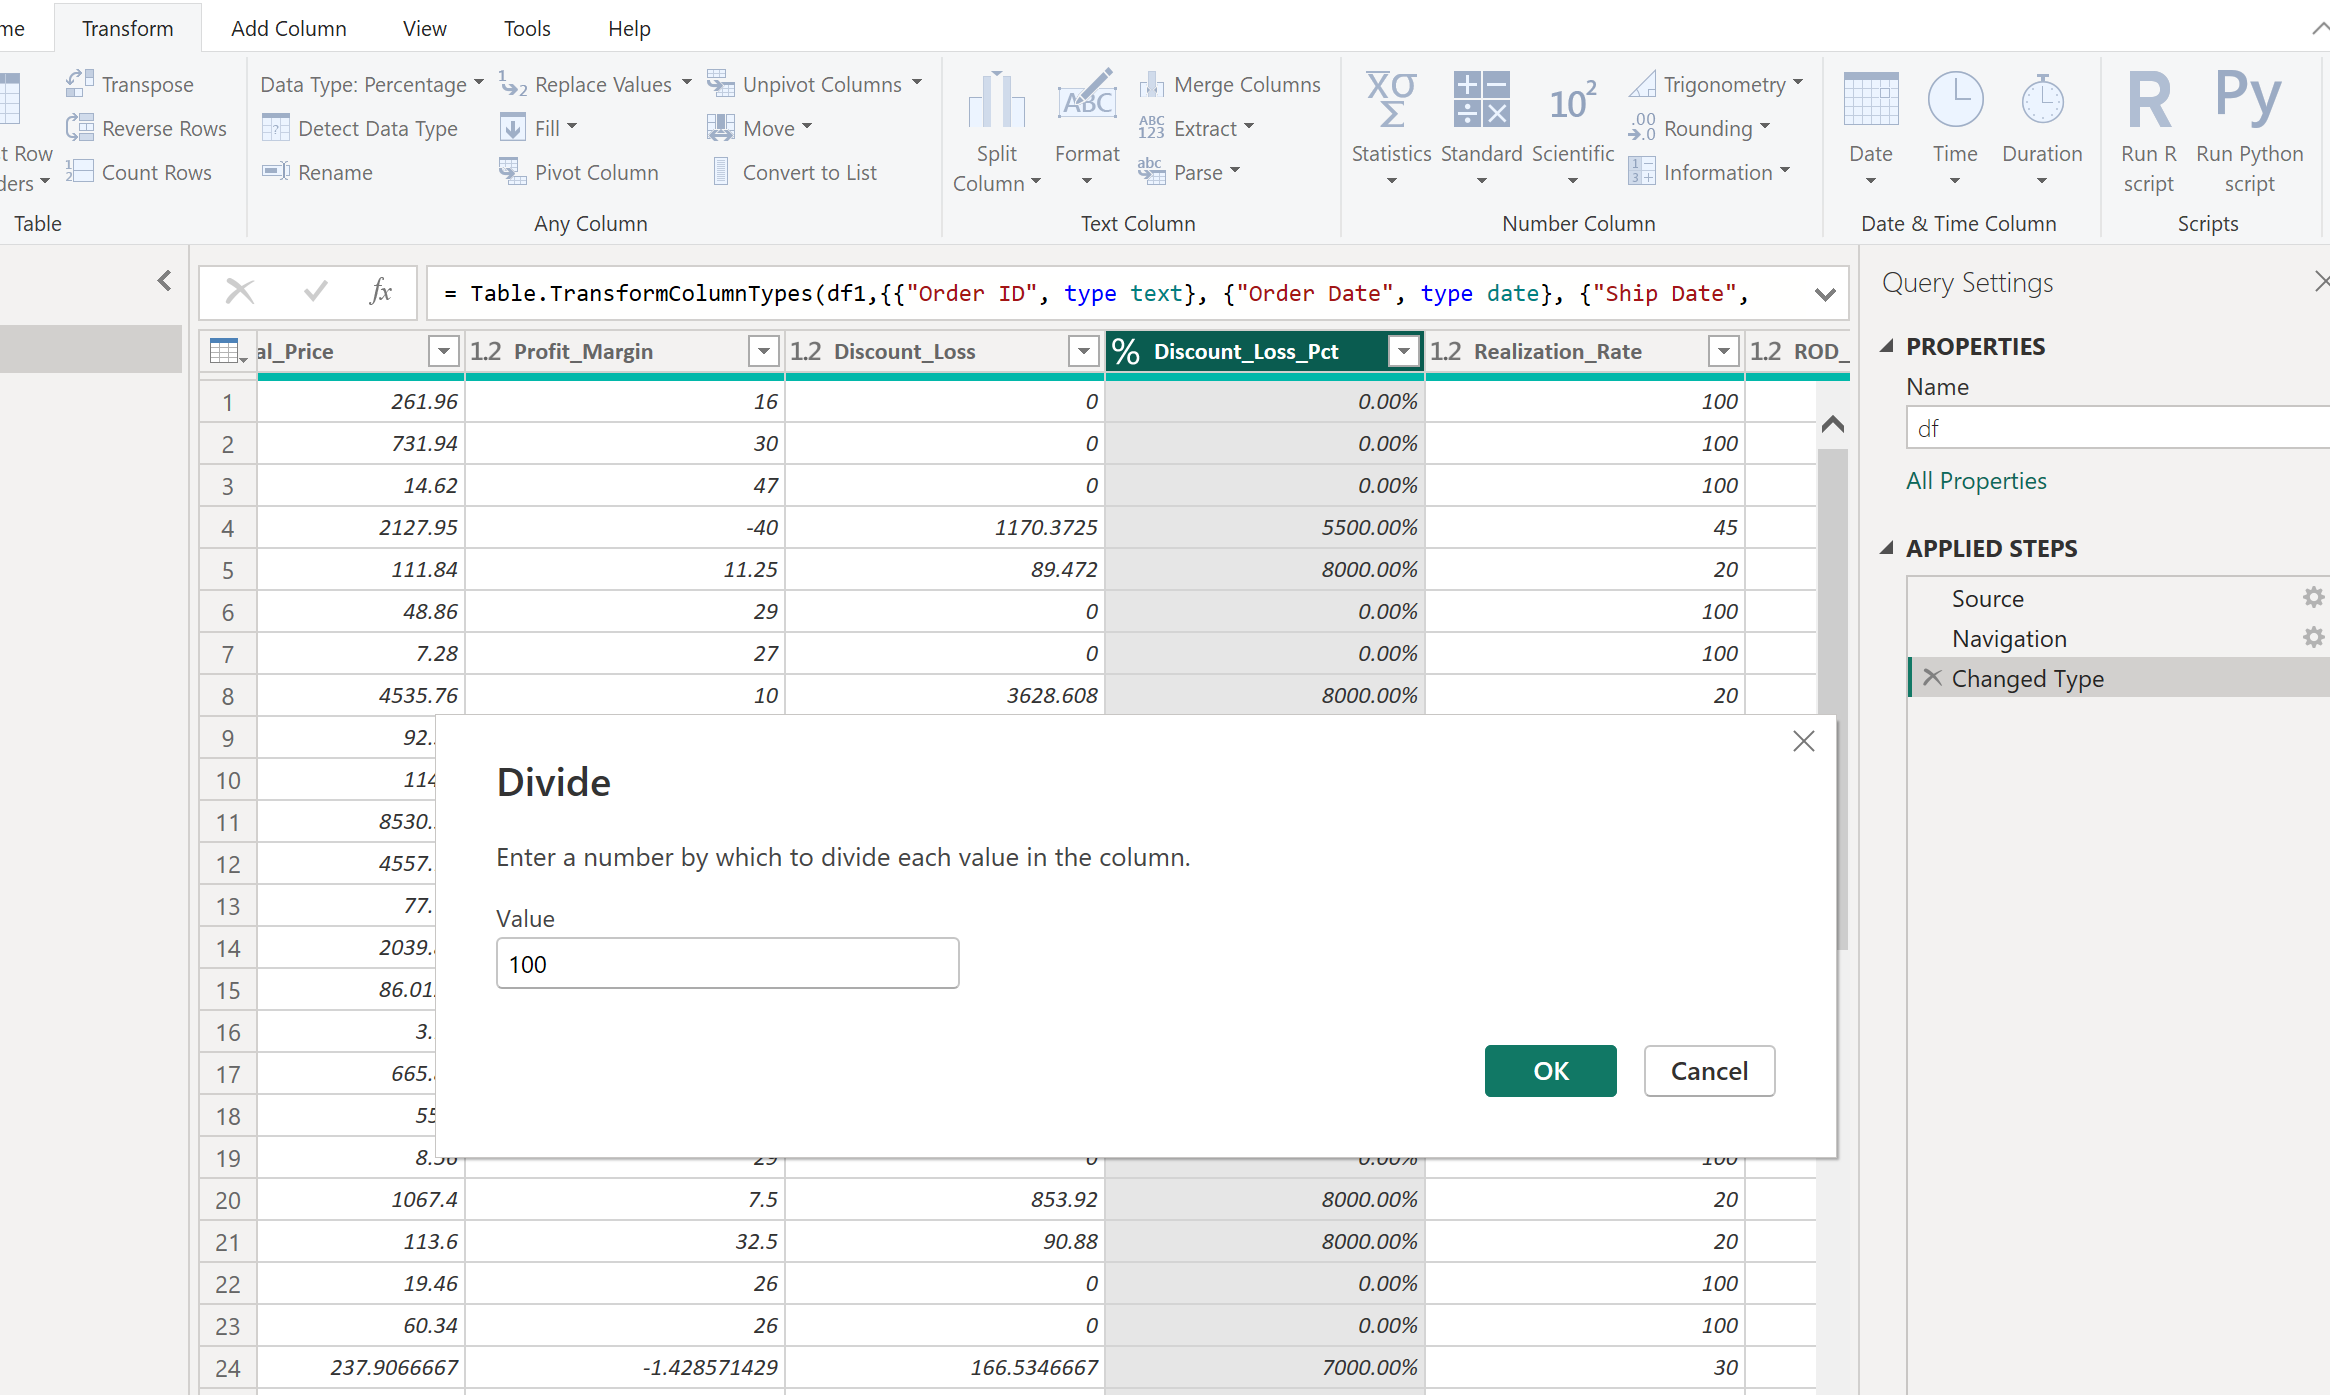 me Transform Add Column View Tools Help
Transpose
Reverse Rows
t Row
ders
Count Rows
Table
Data Type: Percentage
Detect Data Type
Rename
Replace Values
Fill
Pivot Column
Unpivot Columns
Move
Convert to List
Any Column
Split
Column
ABC
Format
Merge Columns
ABC
123
Extract
abc
Parse
Text Column
Statistics
Standard
10²
Scientific
Trigonometry
Rounding
Information
Number Column
Date
Time
Duration
Date & Time Column
R
Run R
script
Py
Run Python
script
Scripts
fx = Table.TransformColumnTypes(df1,{{"Order ID", type text}, {"Order Date", type date}, {"Ship Date",
al_Price 1.2 Profit_Margin 1.2 Discount_Loss % Discount_Loss_Pct 1.2 Realization_Rate 1.2 ROD_
1 261.96 16 0 0.00% 100
2 731.94 30 0 0.00% 100
3 14.62 47 0 0.00% 100
4 2127.95 -40 1170.3725 5500.00% 45
5 111.84 11.25 89.472 8000.00% 20
6 48.86 29 0 0.00% 100
7 7.28 27 0 0.00% 100
8 4535.76 10 3628.608 8000.00% 20
9 92.
10 114
11 8530.
12 4557.
13 77.
14 2039.
15 86.01
16 3.
17 665.
18 55
19 8.56 29 0 0.00% 100
20 1067.4 7.5 853.92 8000.00% 20
21 113.6 32.5 90.88 8000.00% 20
22 19.46 26 0 0.00% 100
23 60.34 26 0 0.00% 100
24 237.9066667 -1.428571429 166.5346667 7000.00% 30
Divide
Enter a number by which to divide each value in the column.
Value
100
OK Cancel
Query Settings
PROPERTIES
Name
df
All Properties
APPLIED STEPS
Source
Navigation
Changed Type